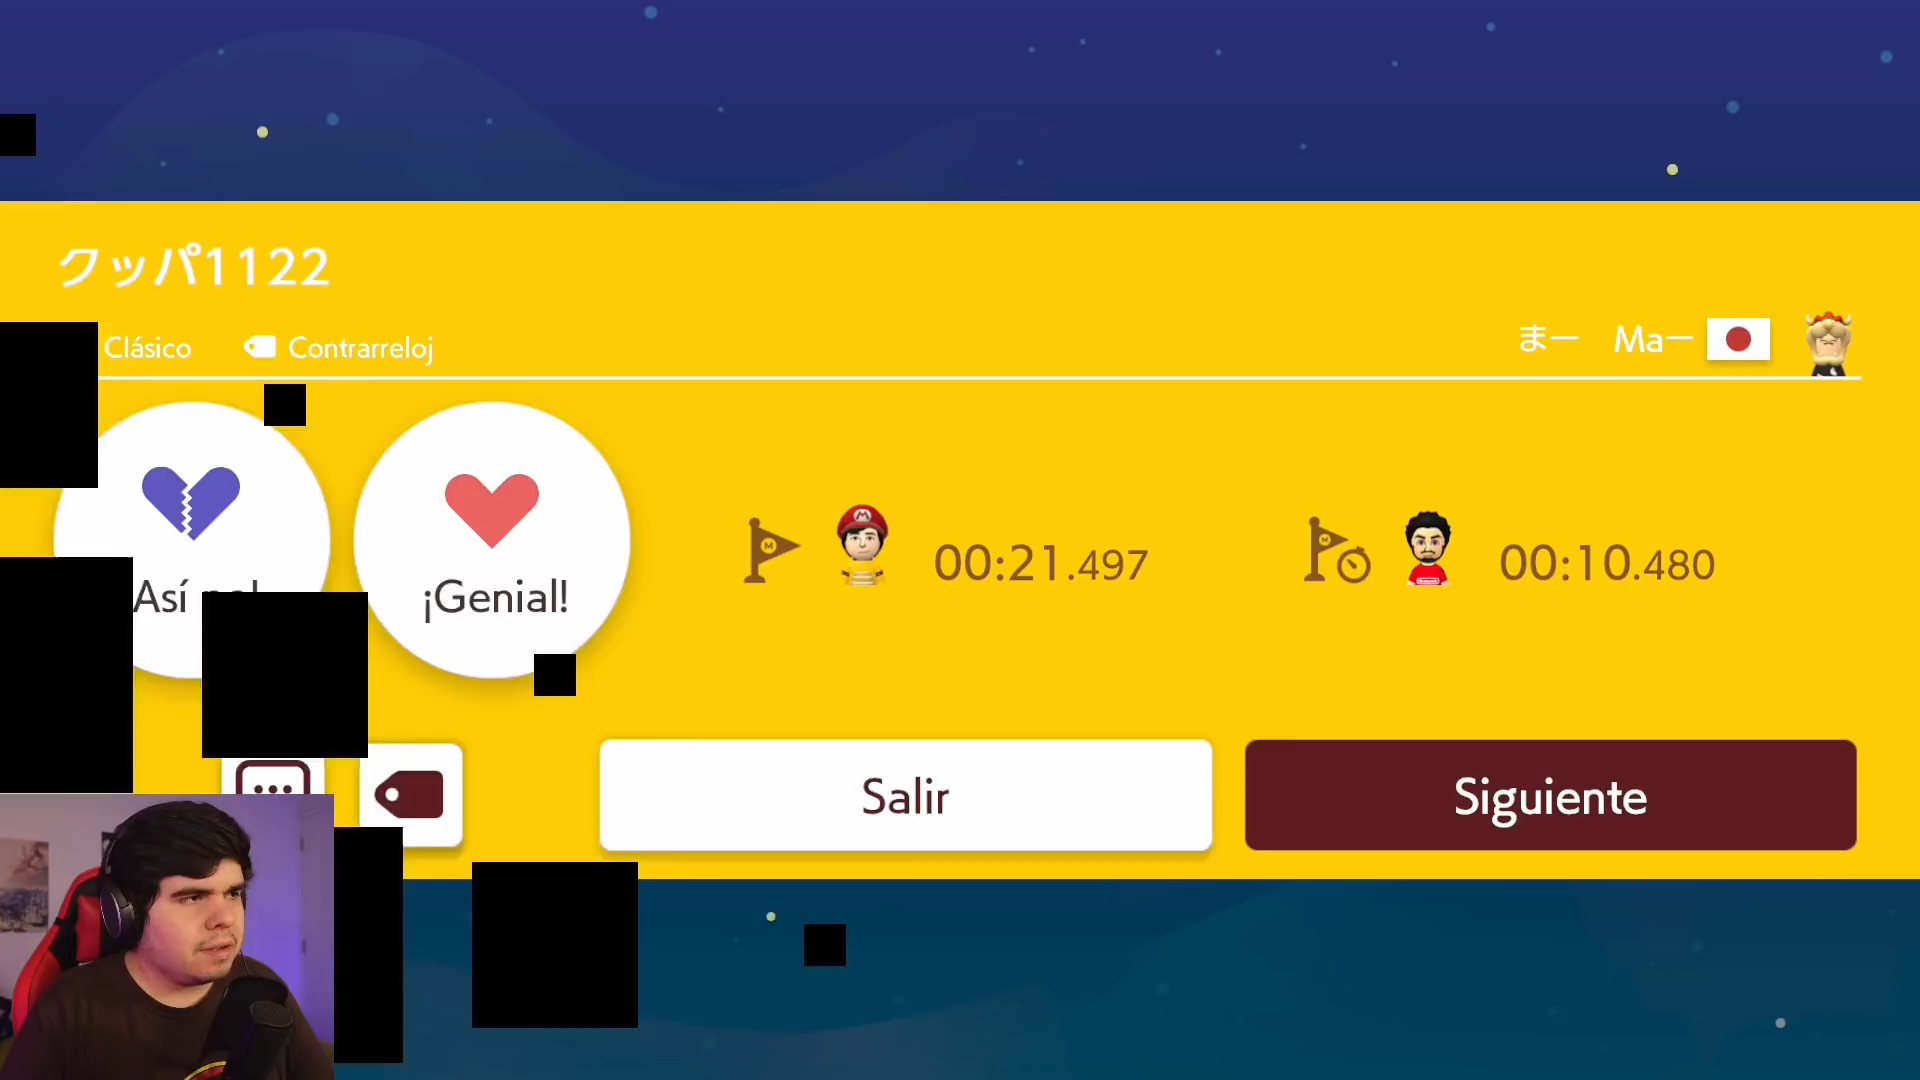 クッパ1122
Clásico Contrarreloj
まー Maー
Así
¡Genial!
00:21.497
00:10.480
Salir
Siguiente